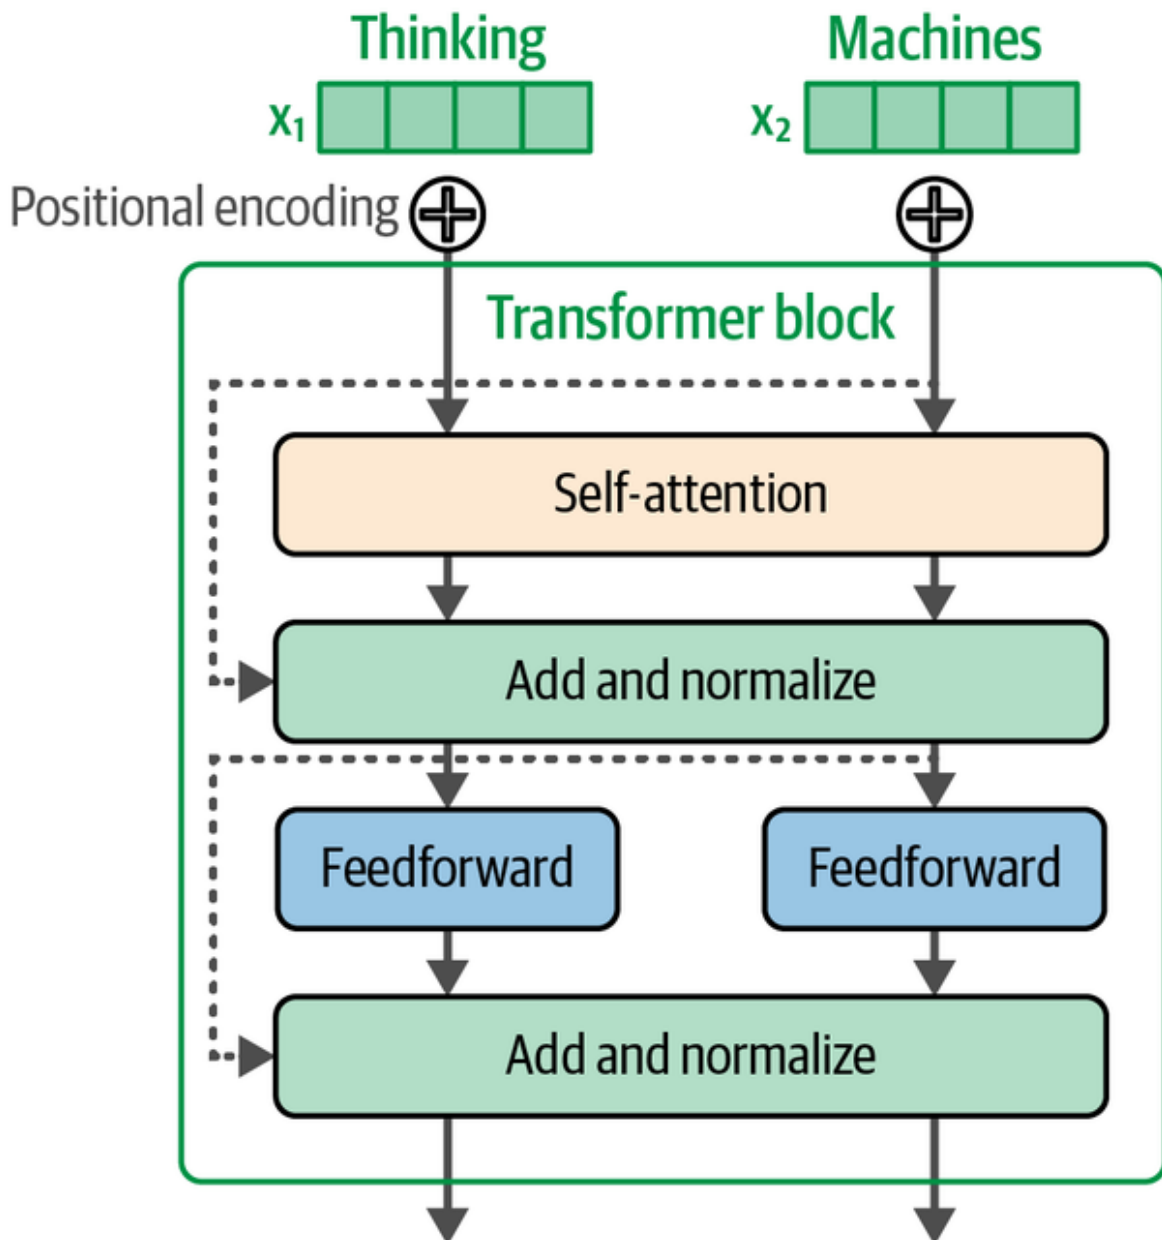 Thinking Machines
x₁ x₂
Positional encoding
Transformer block
Self-attention
Add and normalize
Feedforward Feedforward
Add and normalize